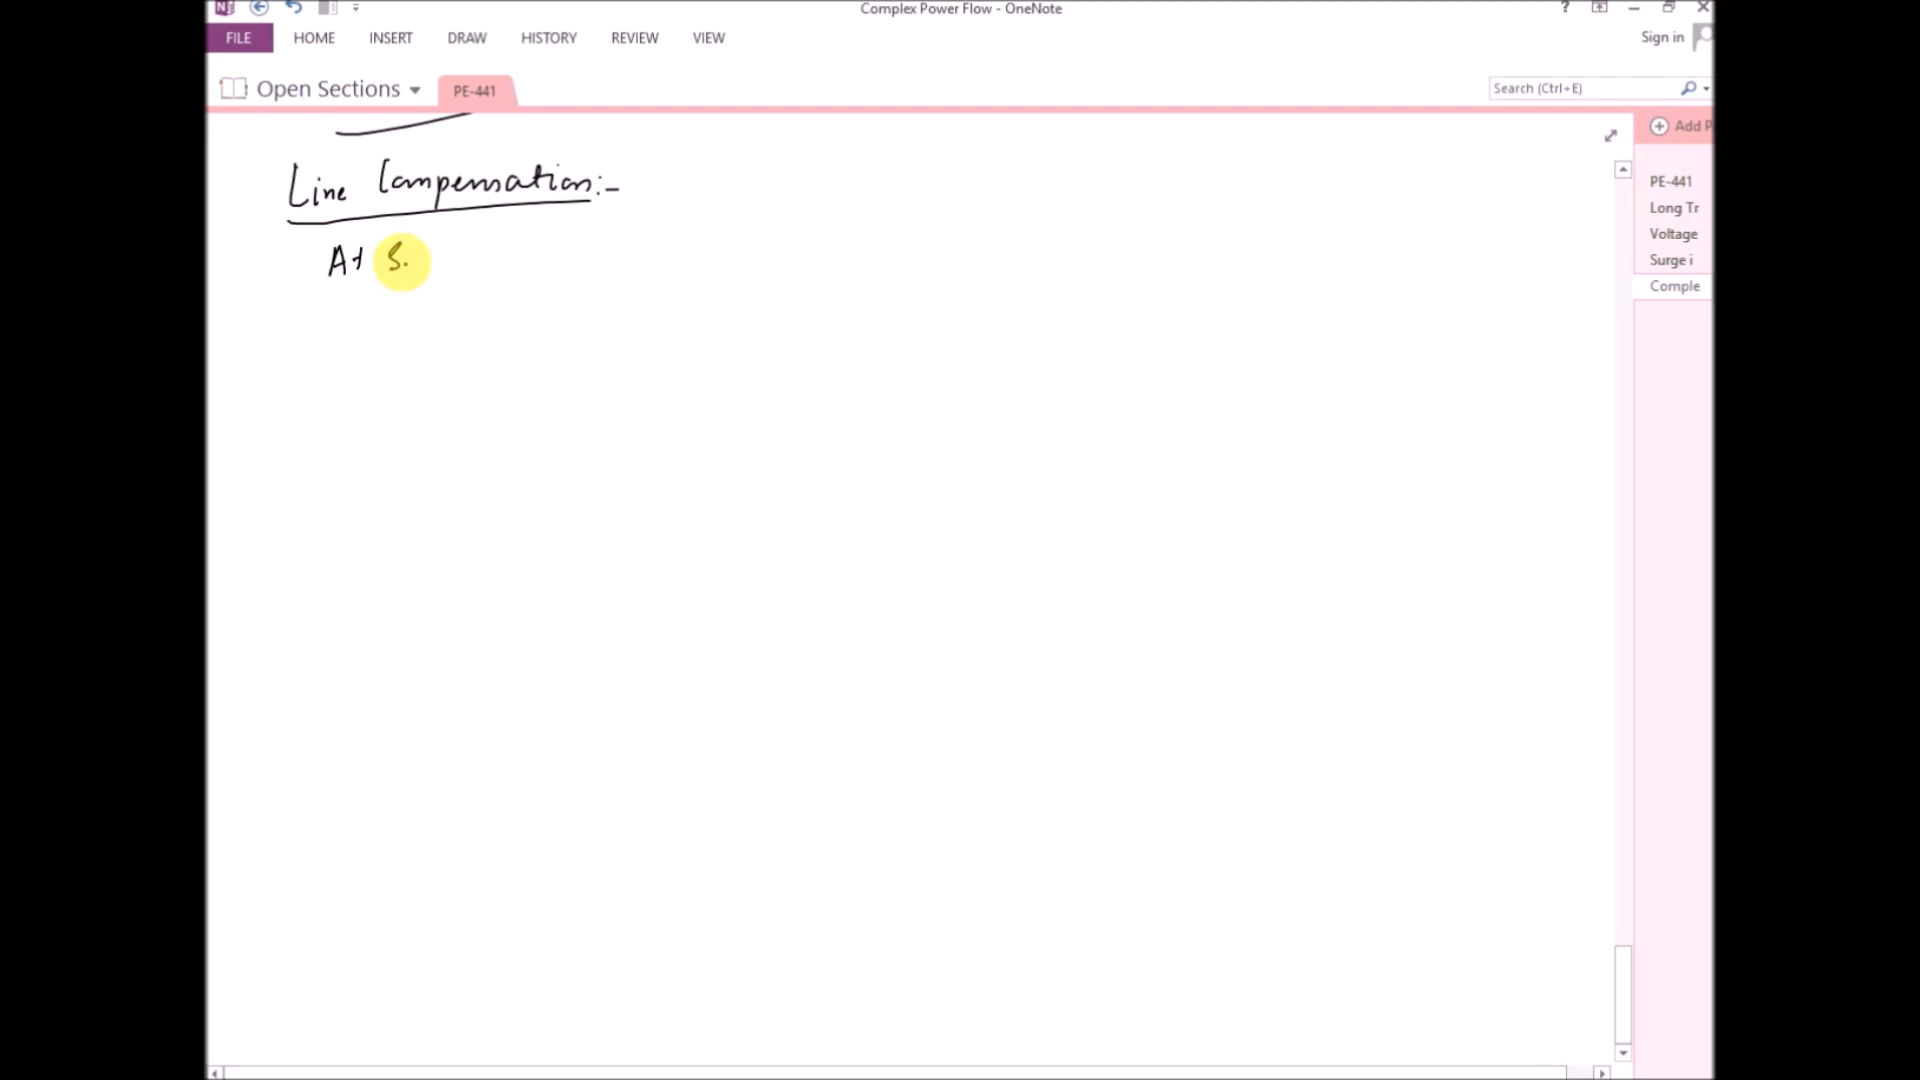 Complex Power Flow - OneNote
?
FILE HOME INSERT DRAW HISTORY REVIEW VIEW
Sign in
Open Sections PE-441
Search (Ctrl+E)
Add P
Line Compensation:-
At S.
PE-441
Long Tr
Voltage
Surge i
Comple